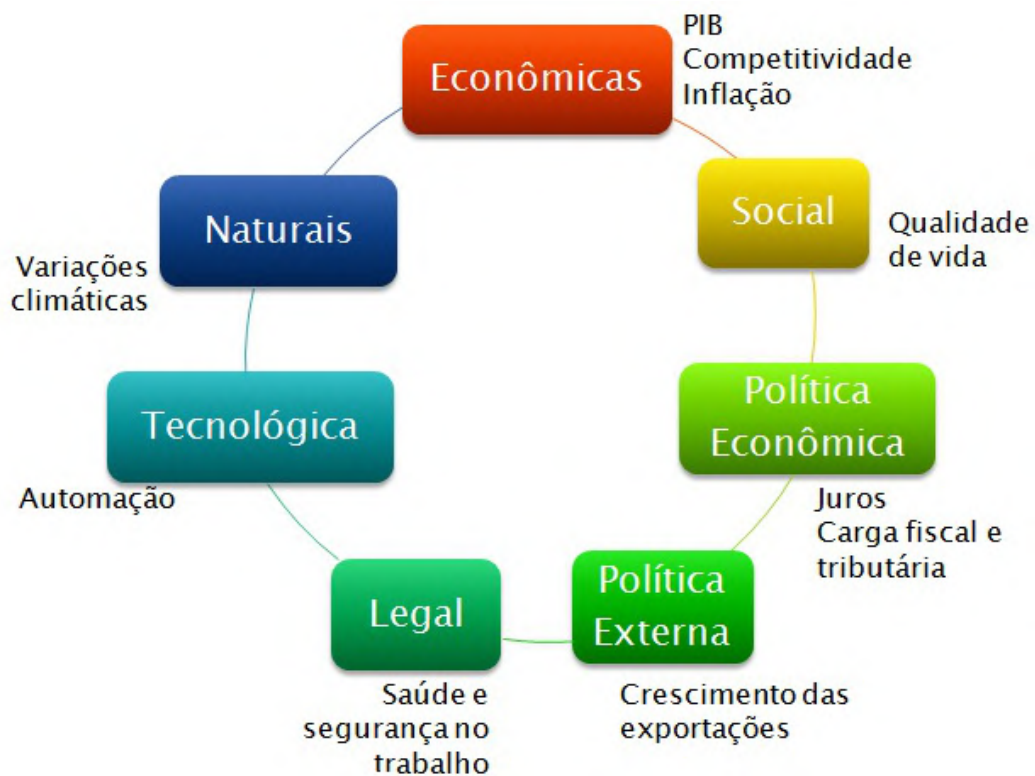 Econômicas
PIB
Competitividade
Inflação
Social
Qualidade
de vida
Política
Econômica
Juros
Carga fiscal e
tributária
Política
Externa
Crescimento das
exportações
Legal
Saúde e
segurança no
trabalho
Tecnológica
Automação
Naturais
Variações
climáticas